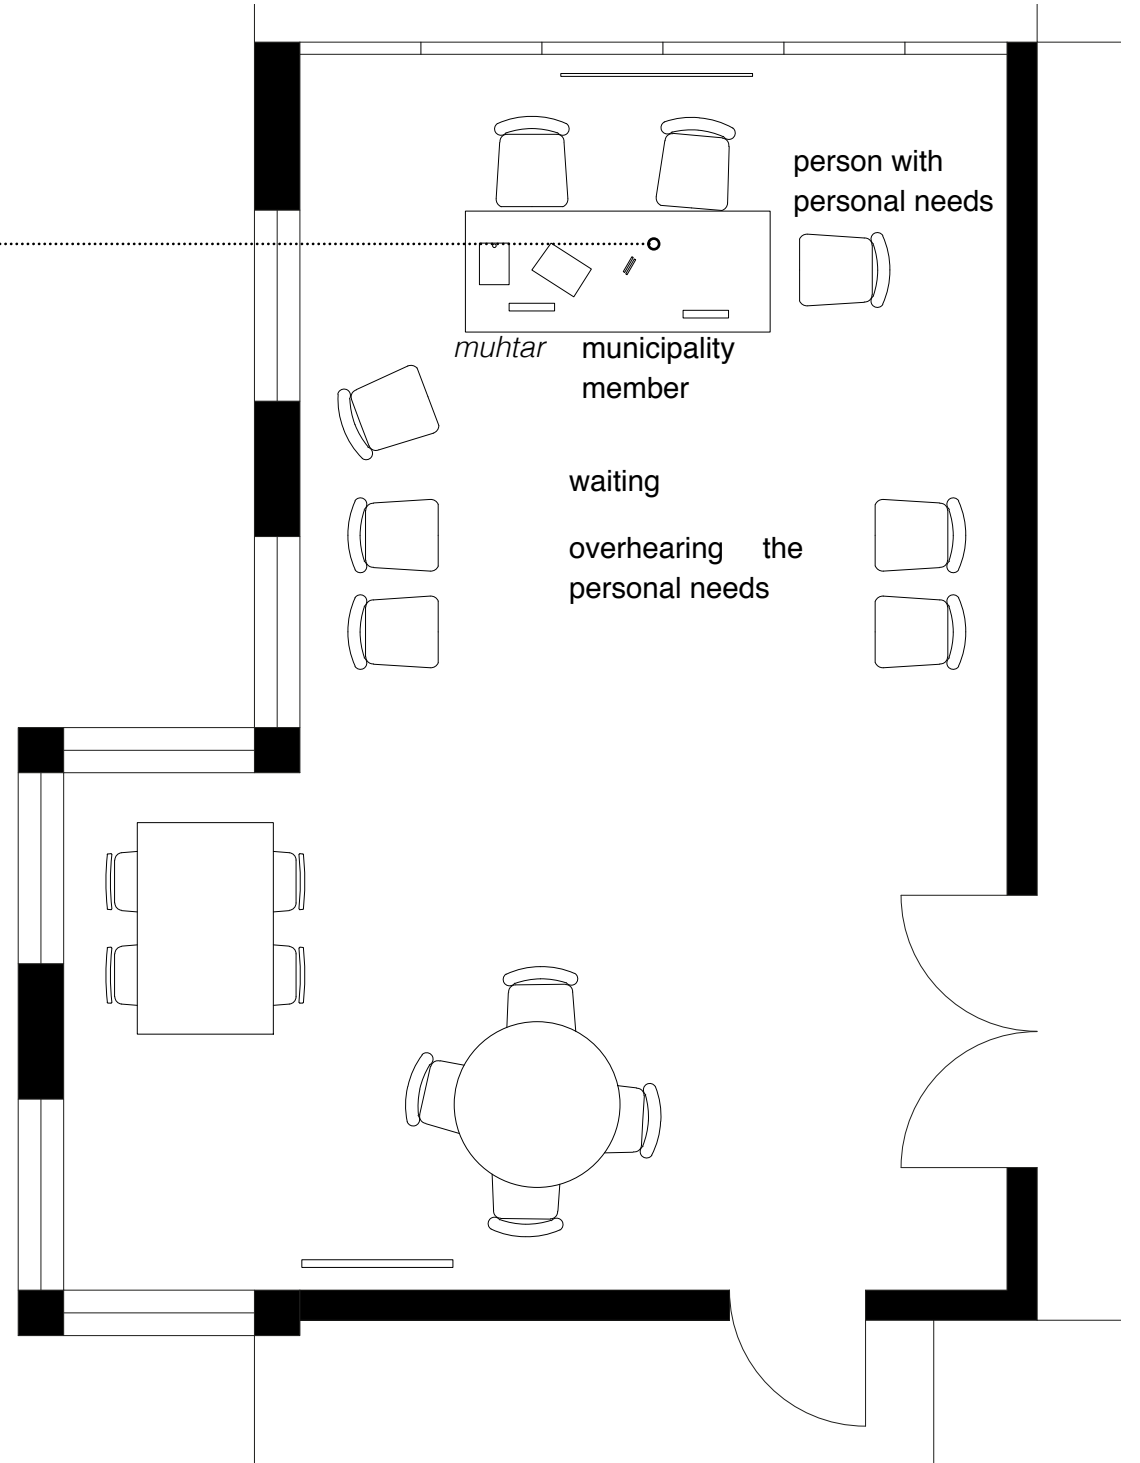 person with
personal needs
muhtar
municipality
member
waiting
overhearing the
personal needs